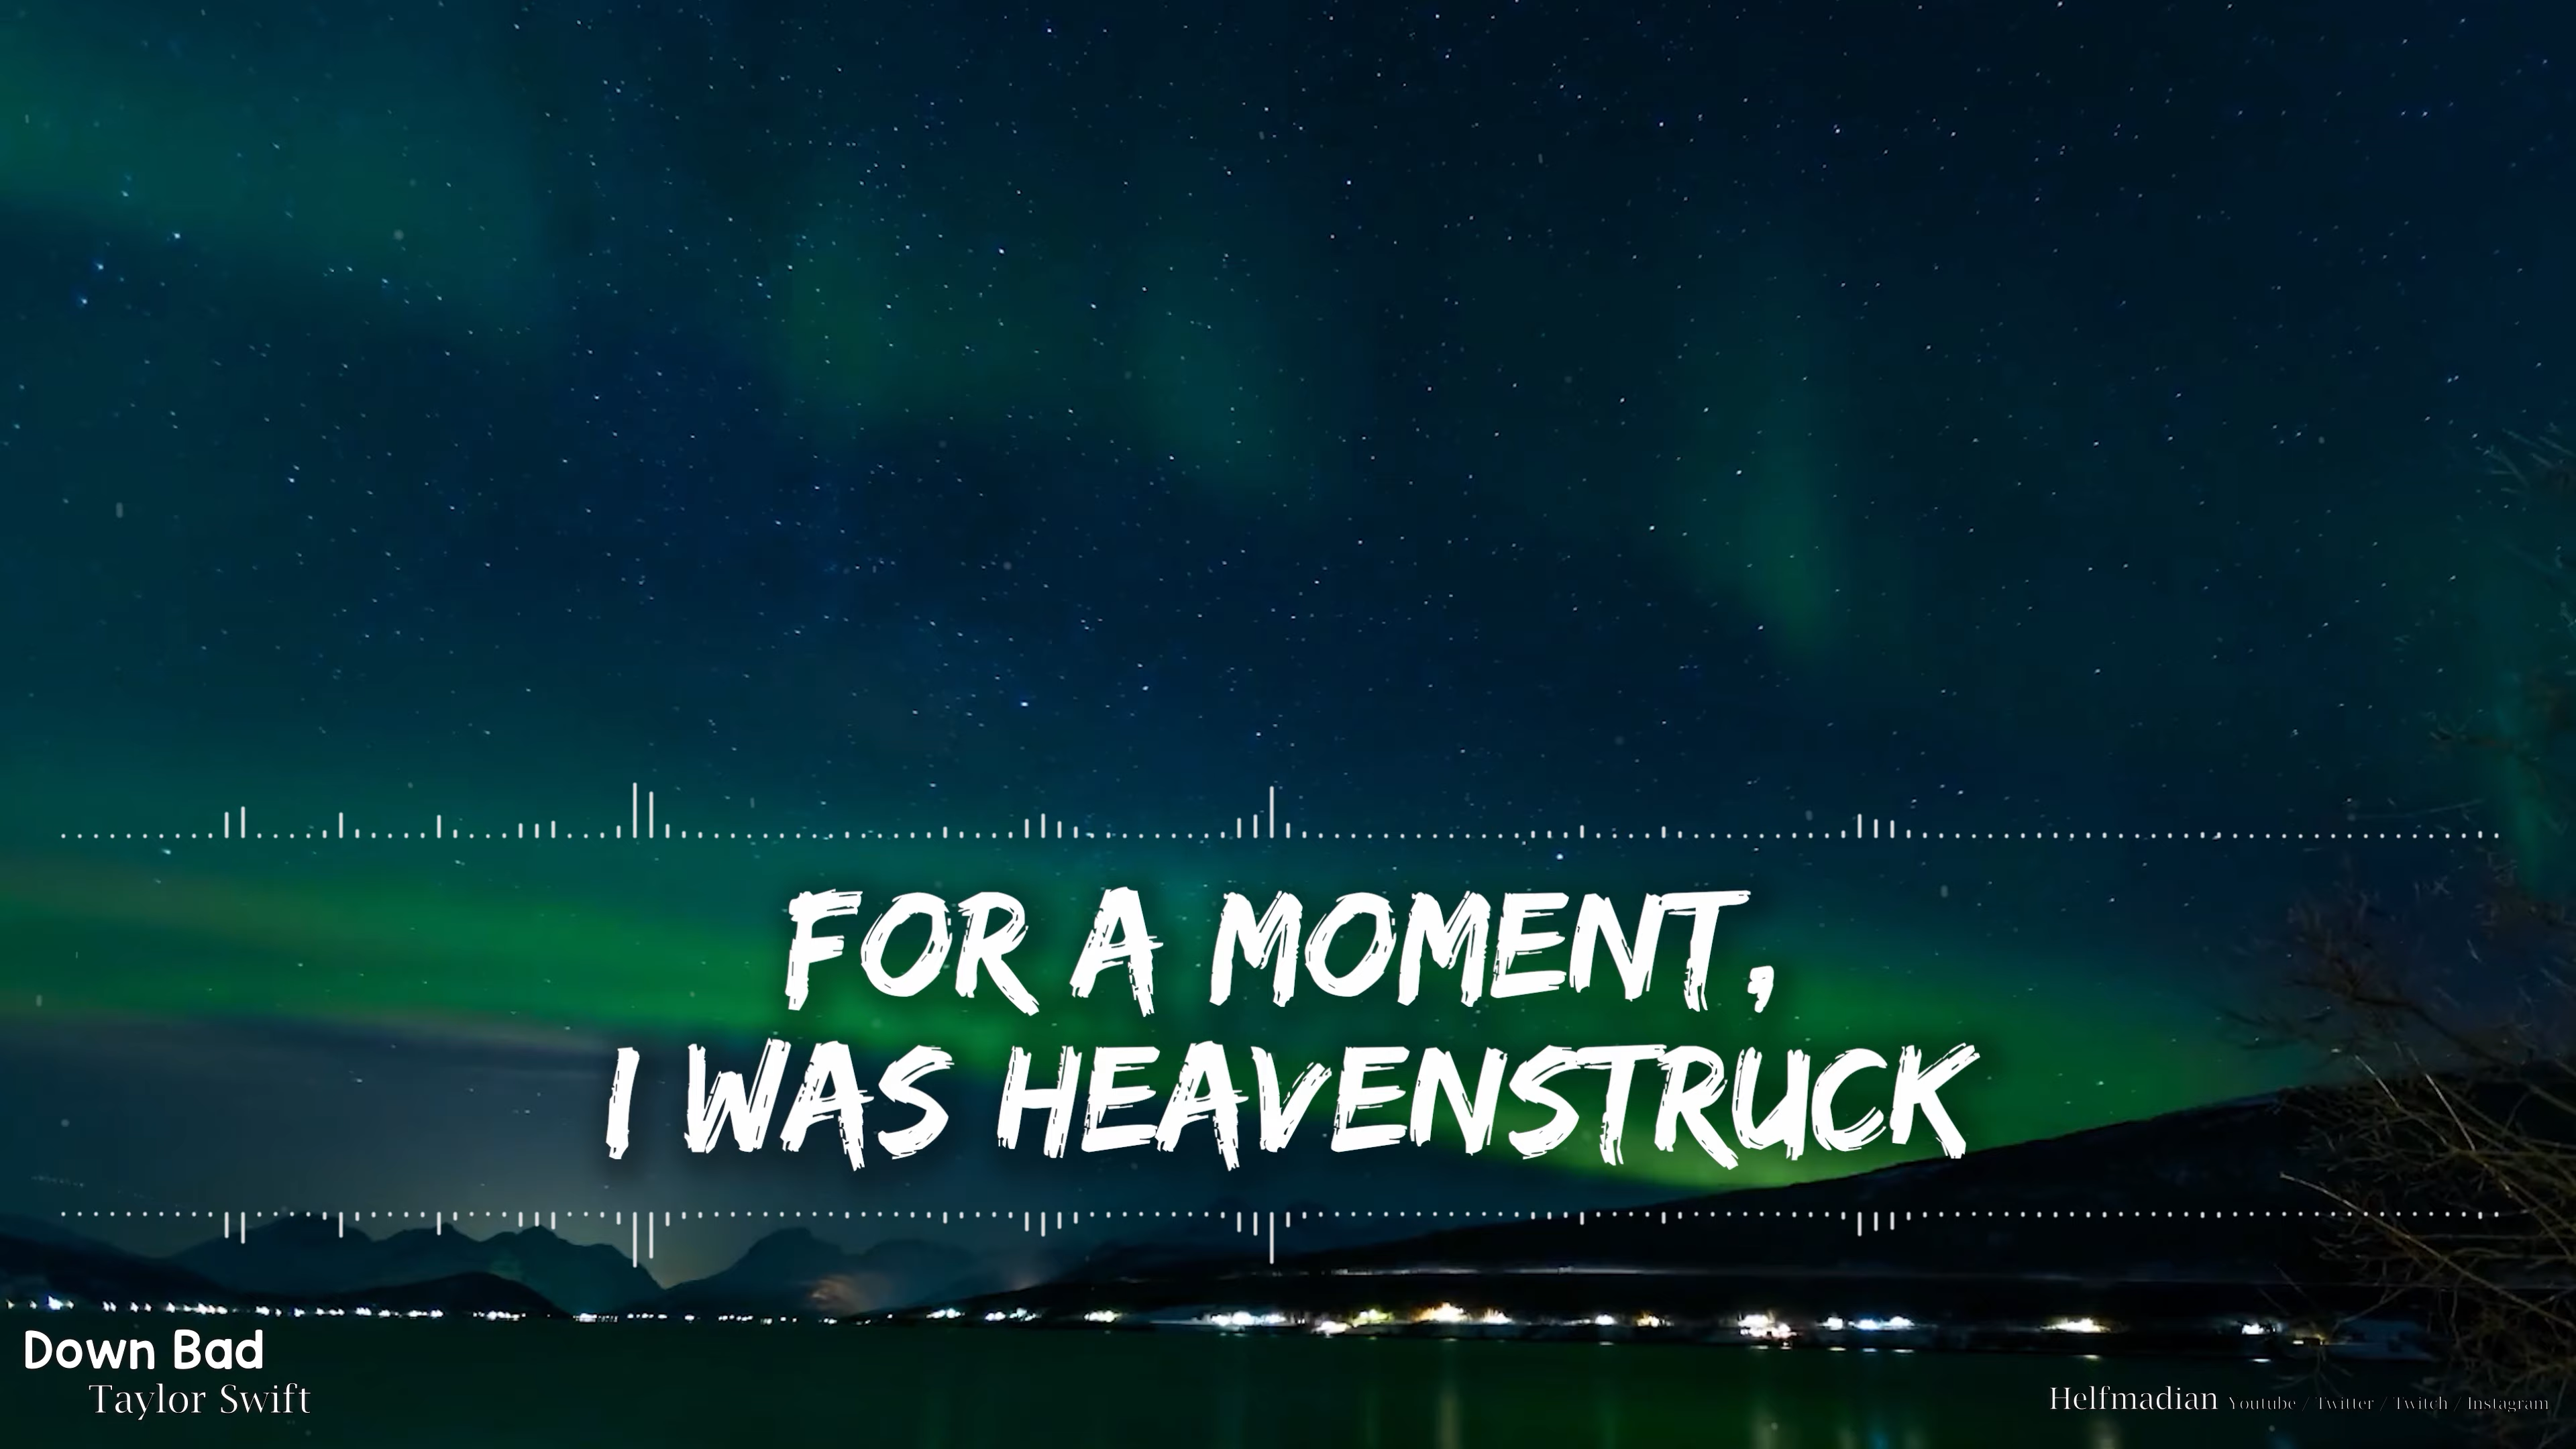 FOR A MOMENT,
I WAS HEAVENSTRUCK
Down Bad
Taylor Swift
Helfmadian Youtube / Twitter / Twitch / Instagram